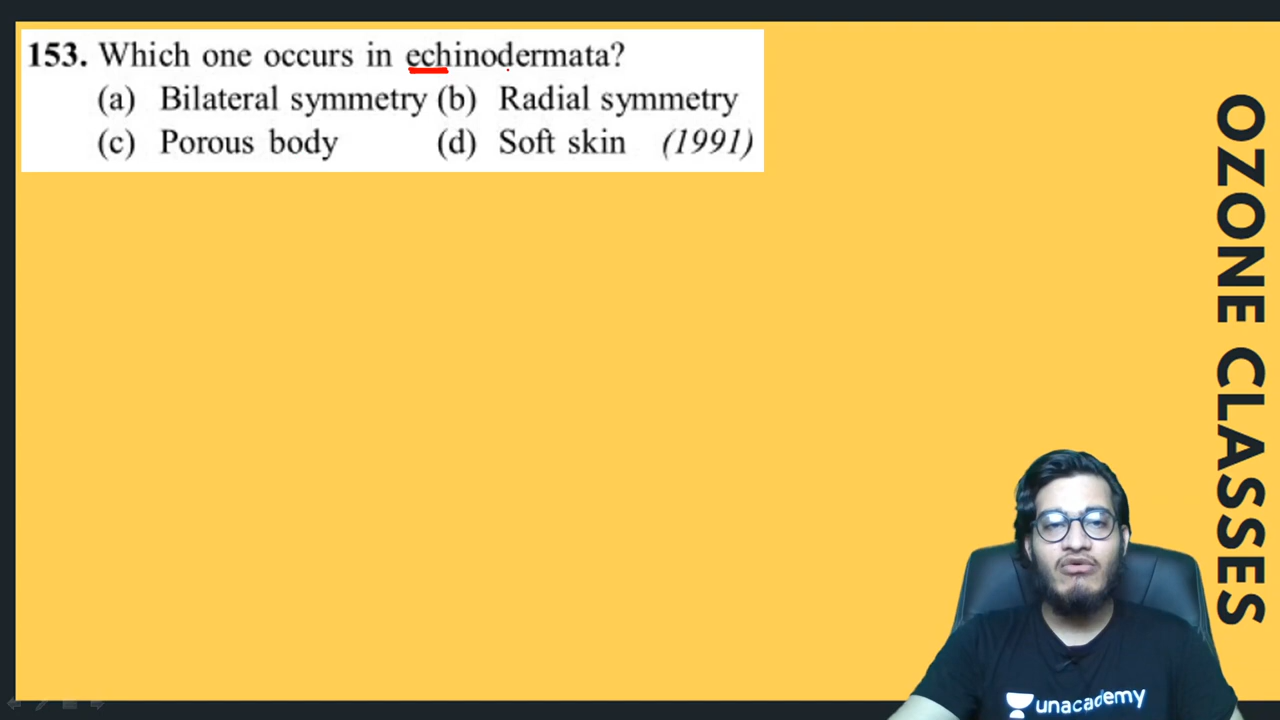 153. Which one occurs in echinodermata?
(a) Bilateral symmetry (b) Radial symmetry
(c) Porous body (d) Soft skin (1991)
OZONE CLASSES
unacademy